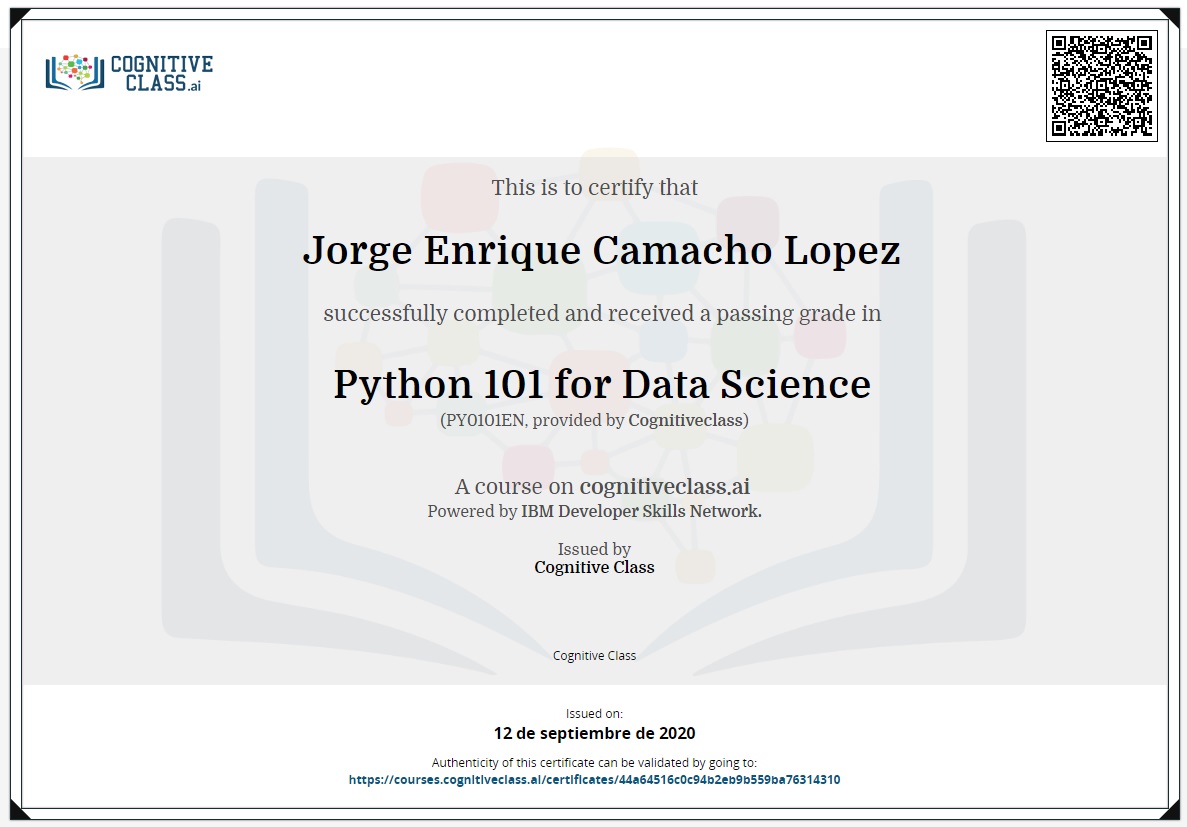 COGNITIVE
CLASS.ai
This is to certify that
Jorge Enrique Camacho Lopez
successfully completed and received a passing grade in
Python 101 for Data Science
(PY0101EN, provided by Cognitiveclass)
A course on cognitiveclass.ai
Powered by IBM Developer Skills Network.
Issued by
Cognitive Class
Cognitive Class
Issued on:
12 de septiembre de 2020
Authenticity of this certificate can be validated by going to:
https://courses.cognitiveclass.ai/certificates/44a64516c0c94b2eb9b559ba76314310